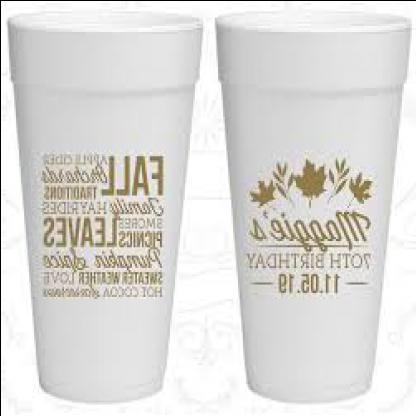 FALL APPLE CIDER
Orchards
TRADITIONS
Family HAYRIDES
SMORES
PICNICS LEAVES
Pumpkin Spice
SWEATER WEATHER LOVE
HOT COCOA
Maggie's
70TH BIRTHDAY
11.05.19